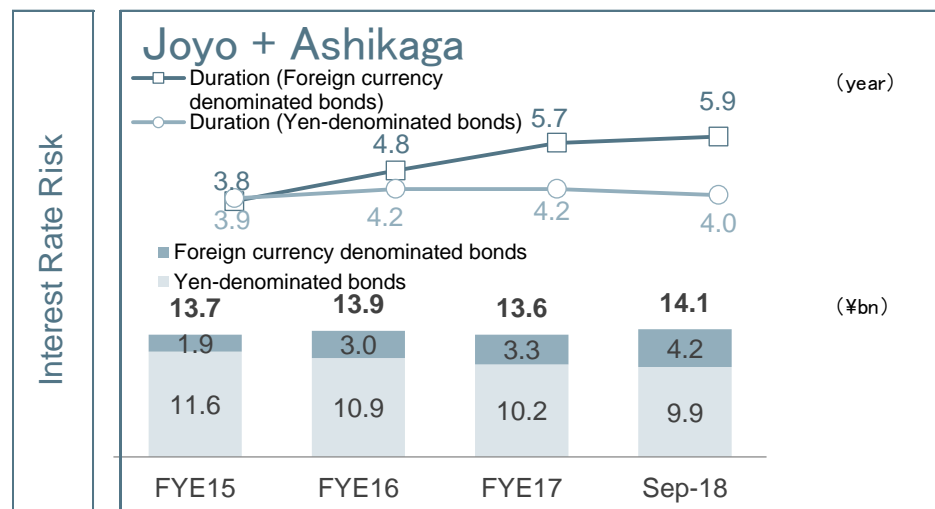 Interest Rate Risk
Joyo + Ashikaga
Duration (Foreign currency
denominated bonds)
Duration (Yen-denominated bonds)
(year)
3.8
4.8
5.7
5.9
3.9
4.2
4.2
4.0
Foreign currency denominated bonds
Yen-denominated bonds
(¥bn)
13.7
13.9
13.6
14.1
1.9
3.0
3.3
4.2
11.6
10.9
10.2
9.9
FYE15
FYE16
FYE17
Sep-18